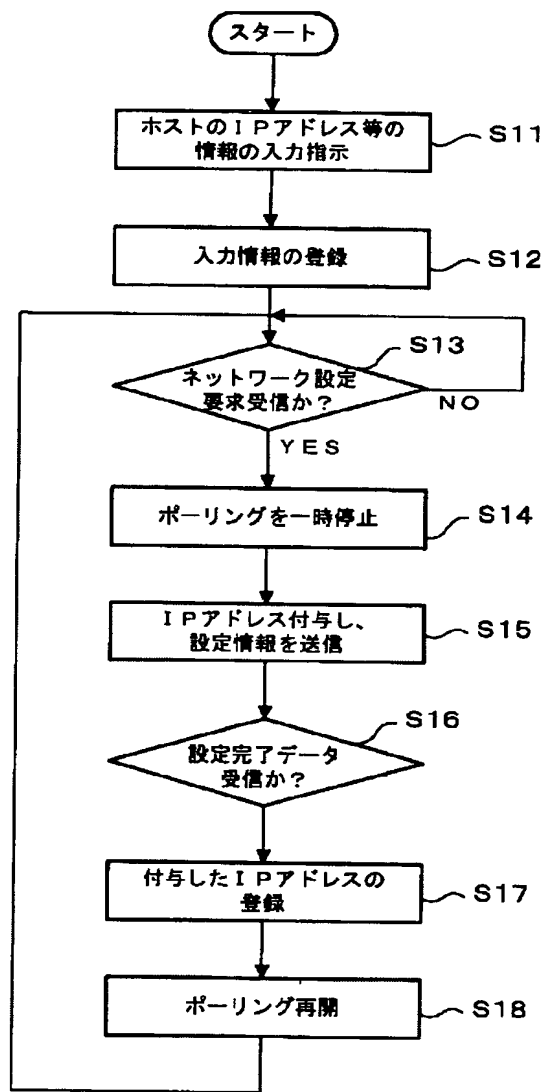 スタート
ホストのIPアドレス等の
情報の入力指示
S11
入力情報の登録
S12
S13
ネットワーク設定
要求受信か?
NO
YES
ポーリングを一時停止
S14
IPアドレス付与し、
設定情報を送信
S15
S16
設定完了データ
受信か?
付与したIPアドレスの
登録
S17
ポーリング再開
S18